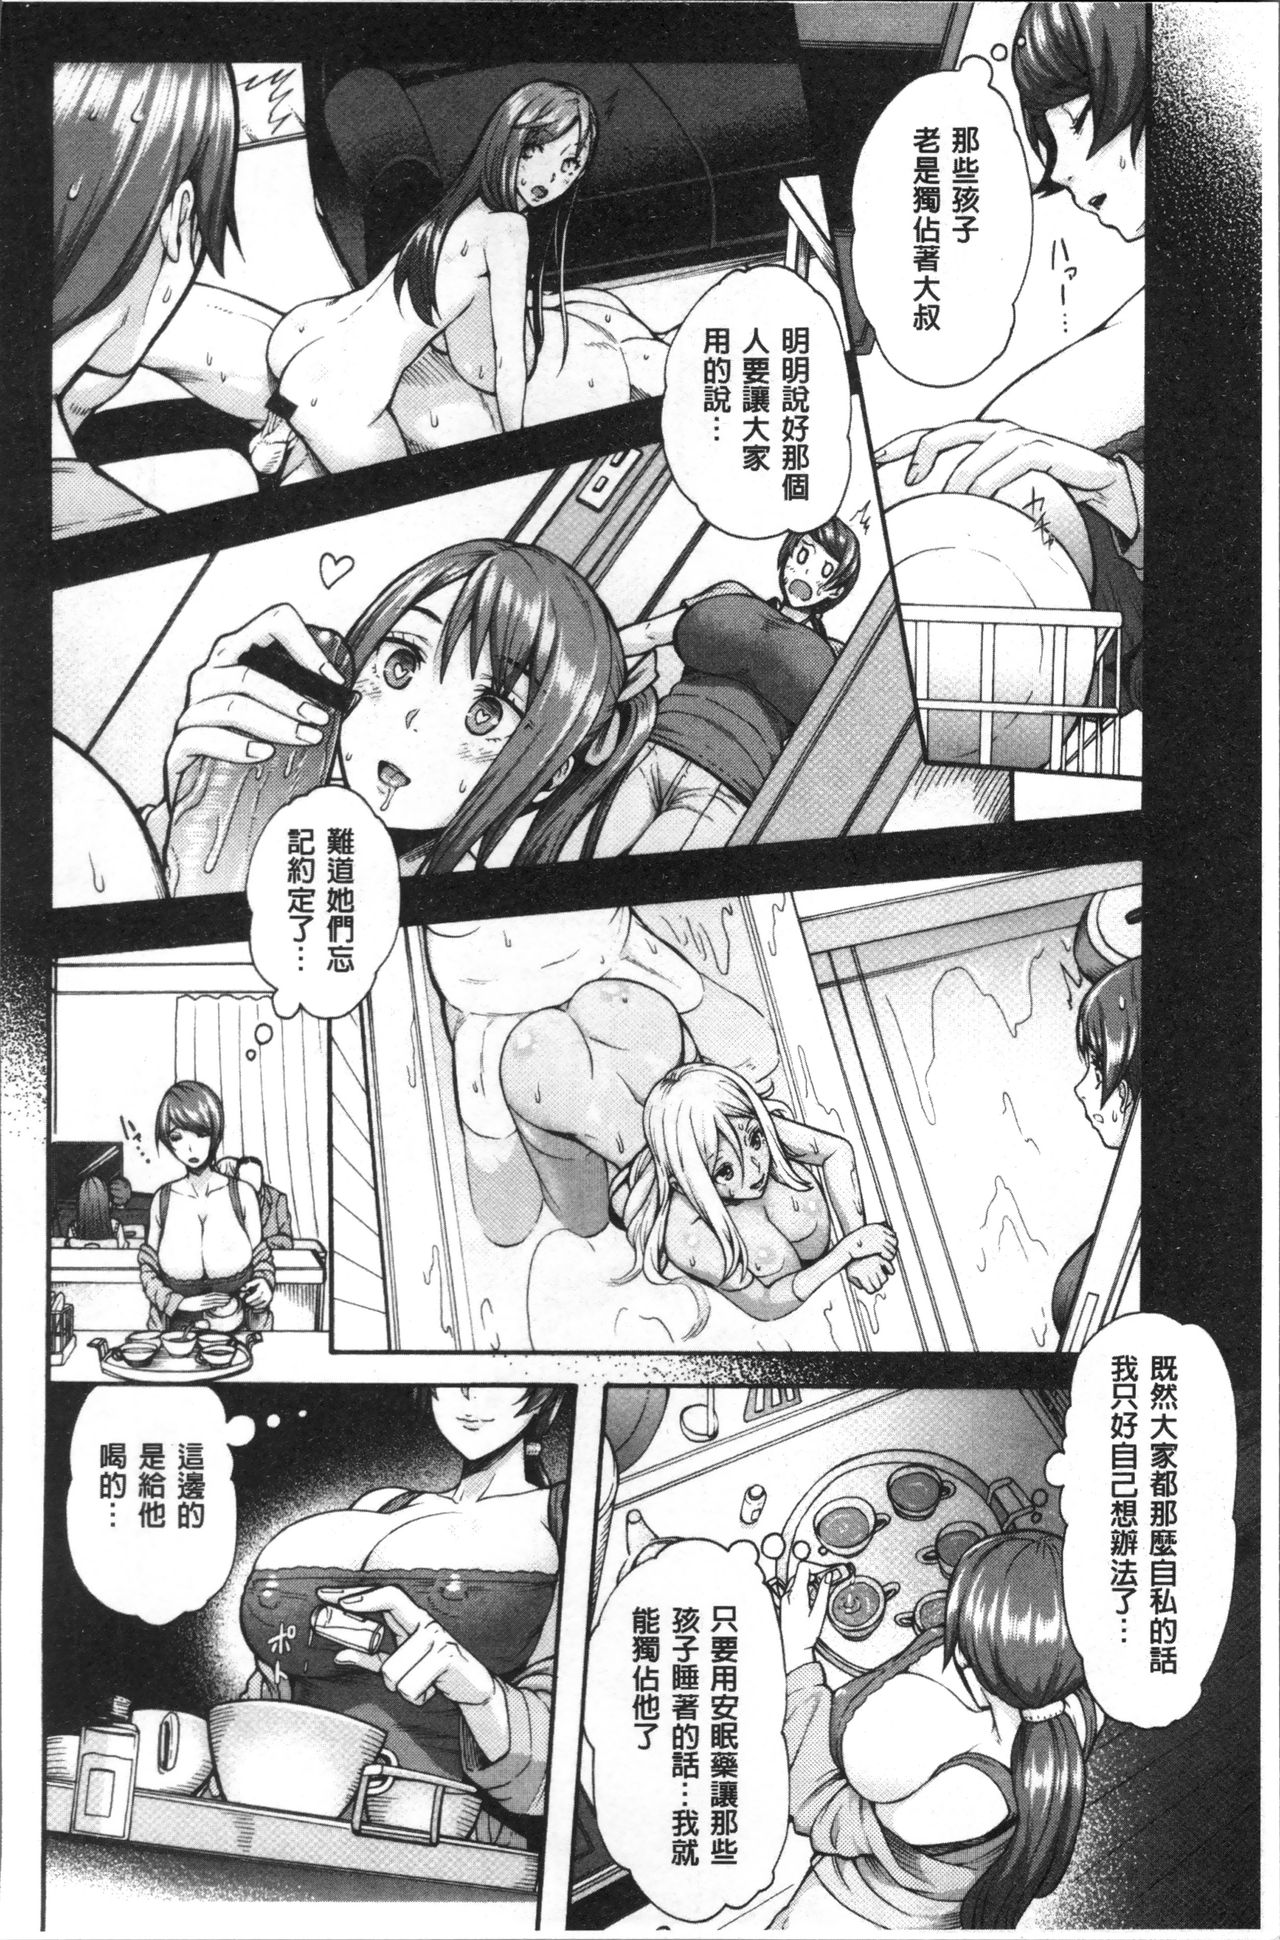 那些孩子
老是獨佔著大叔
ハァー…
明明說好那個
人要讓大家
用的說…
難道她們忘
記約定了…
既然大家都那麼自私的話
我只好自己想辦法了…
只要用安眠藥讓那些
孩子睡著的話…我就
能獨佔他了
這邊的
是給他
喝的…